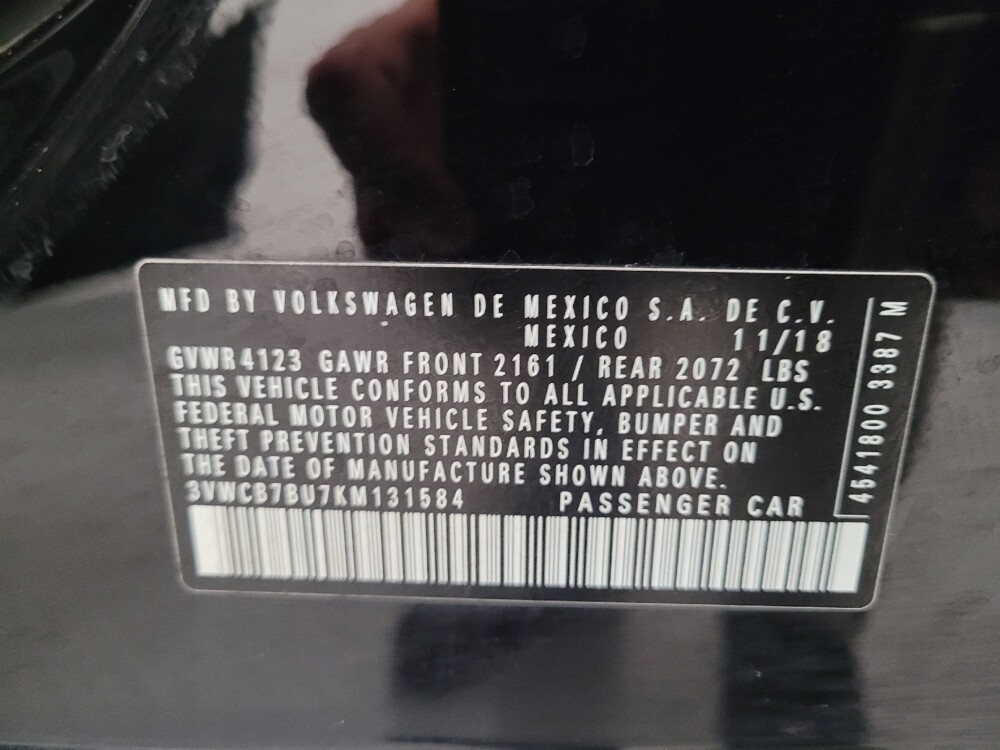 MFD BY VOLKSWAGEN DE MEXICO S.A. DE C.V.
MEXICO 11/18
GVWR4123 GAWR FRONT 2161 / REAR 2072 LBS
THIS VEHICLE CONFORMS TO ALL APPLICABLE U.S.
FEDERAL MOTOR VEHICLE SAFETY, BUMPER AND
THEFT PREVENTION STANDARDS IN EFFECT ON
THE DATE OF MANUFACTURE SHOWN ABOVE.
3VWCB7BU7KM131584 PASSENGER CAR
4541800 3387 M